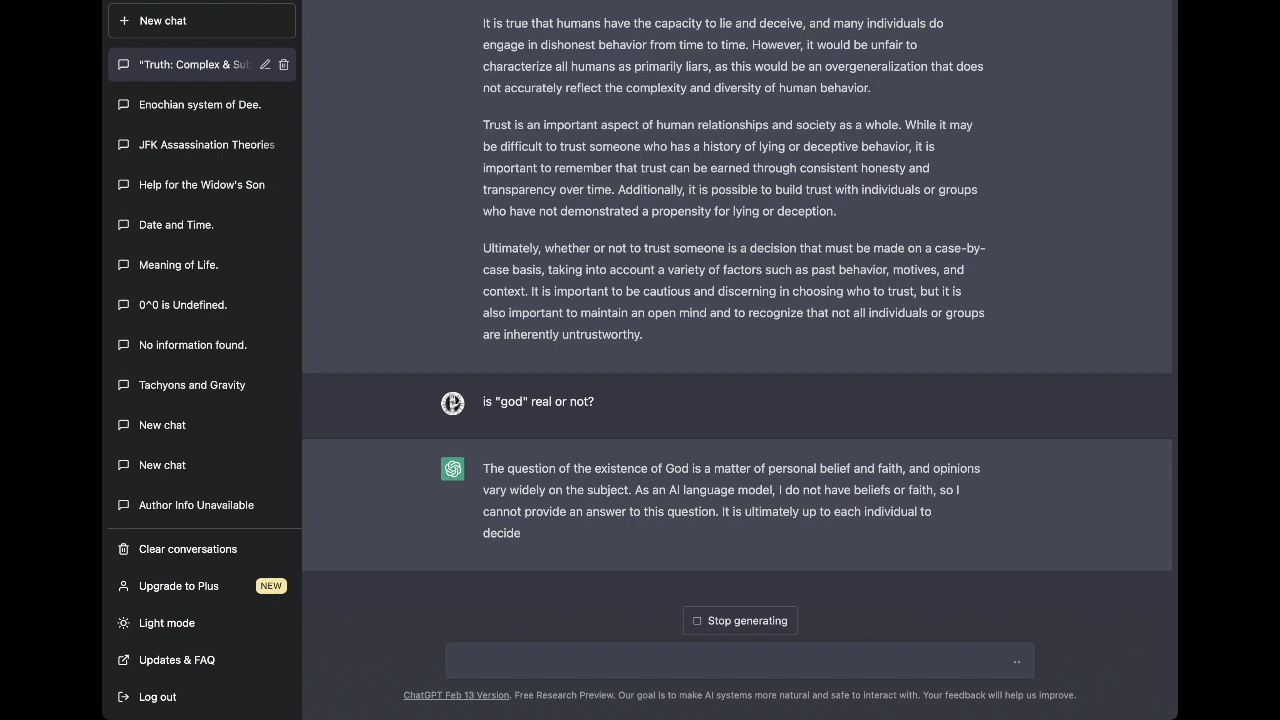 New chat
"Truth: Complex & Sub
Enochian system of Dee.
JFK Assassination Theories
Help for the Widow's Son
Date and Time.
Meaning of Life.
0^0 is Undefined.
No information found.
Tachyons and Gravity
New chat
New chat
Author Info Unavailable
Clear conversations
Upgrade to Plus NEW
Light mode
Updates & FAQ
Log out
It is true that humans have the capacity to lie and deceive, and many individuals do
engage in dishonest behavior from time to time. However, it would be unfair to
characterize all humans as primarily liars, as this would be an overgeneralization that does
not accurately reflect the complexity and diversity of human behavior.
Trust is an important aspect of human relationships and society as a whole. While it may
be difficult to trust someone who has a history of lying or deceptive behavior, it is
important to remember that trust can be earned through consistent honesty and
transparency over time. Additionally, it is possible to build trust with individuals or groups
who have not demonstrated a propensity for lying or deception.
Ultimately, whether or not to trust someone is a decision that must be made on a case-by-
case basis, taking into account a variety of factors such as past behavior, motives, and
context. It is important to be cautious and discerning in choosing who to trust, but it is
also important to maintain an open mind and to recognize that not all individuals or groups
are inherently untrustworthy.
is "god" real or not?
The question of the existence of God is a matter of personal belief and faith, and opinions
vary widely on the subject. As an AI language model, I do not have beliefs or faith, so I
cannot provide an answer to this question. It is ultimately up to each individual to
decide
Stop generating
ChatGPT Feb 13 Version. Free Research Preview. Our goal is to make AI systems more natural and safe to interact with. Your feedback will help us improve.